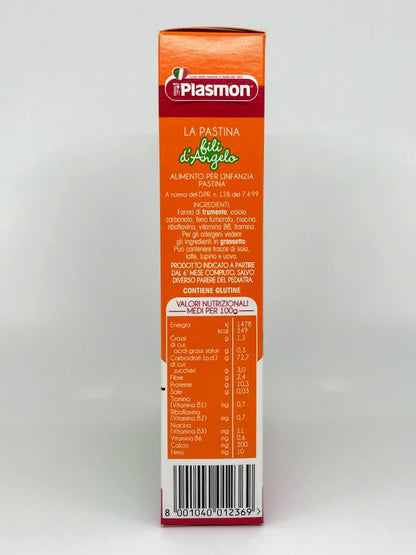 Plasmon
LA PASTINA
fili
d'Angelo
ALIMENTO PER L'INFANZIA
PASTINA
A norma del D.P.R. n. 128 del 7.4.99
INGREDIENTI:
Farina di frumento, calcio
carbonato, ferro fumarato, niacina,
riboflavina, vitamina B6, tiamina.
Per gli allergeni vedere
gli ingredienti in grassetto.
Può contenere tracce di soia,
latte, lupino e uova.
PRODOTTO INDICATO A PARTIRE
DAL 6° MESE COMPIUTO, SALVO
DIVERSO PARERE DEL PEDIATRA.
CONTIENE GLUTINE
VALORI NUTRIZIONALI
MEDI PER 100g
Energia kj 1478
kcal 349
Grassi g 1,3
di cui:
acidi grassi saturi g 0,3
Carboidrati (p.d.) g 72,7
di cui:
zuccheri g 3,0
Fibre g 2,4
Proteine g 10,3
Sale g 0,03
Tiamina
(Vitamina B1) mg 0,7
Riboflavina
(Vitamina B2) mg 0,7
Niacina
(Vitamina B3) mg 11
Vitamina B6 mg 0,6
Calcio mg 200
Ferro mg 10
8 001040 012369 >